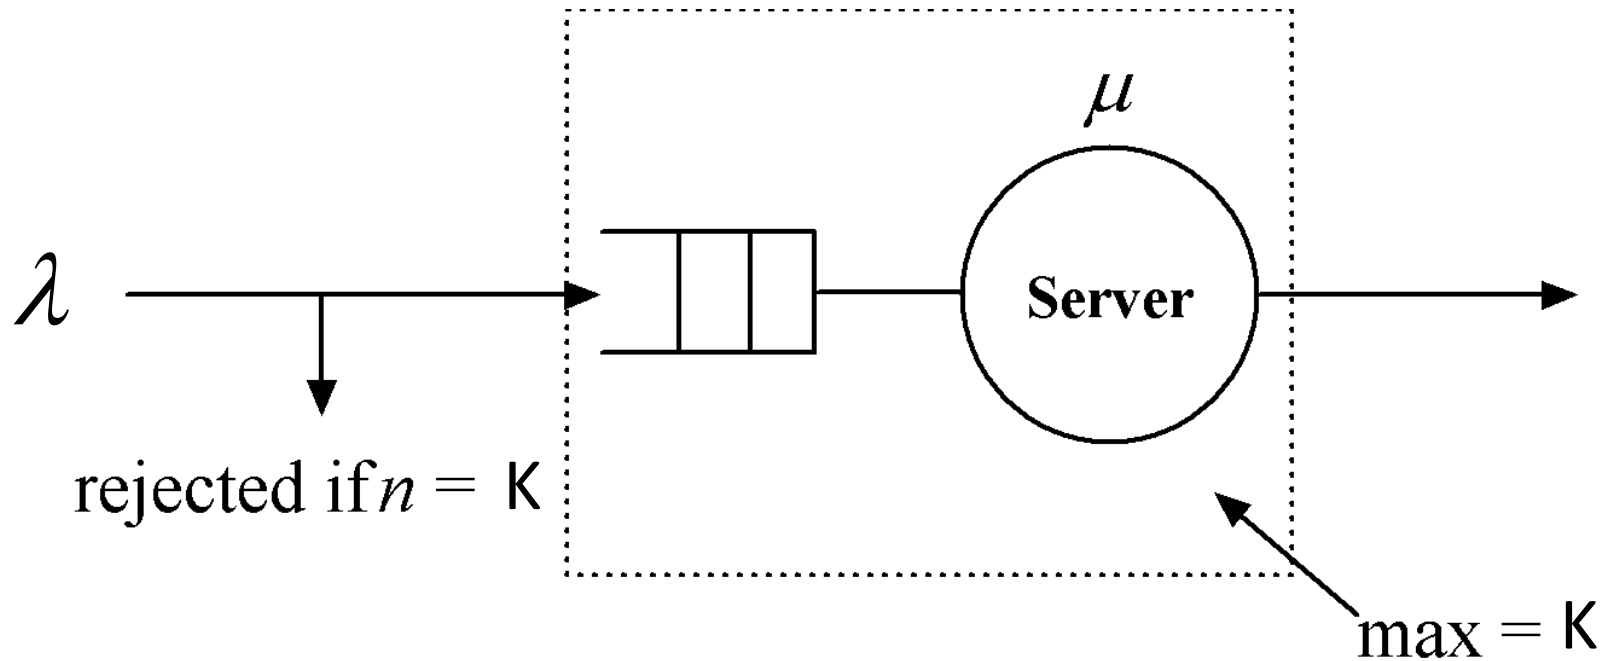 μ
λ
Server
rejected if n = K
max = K